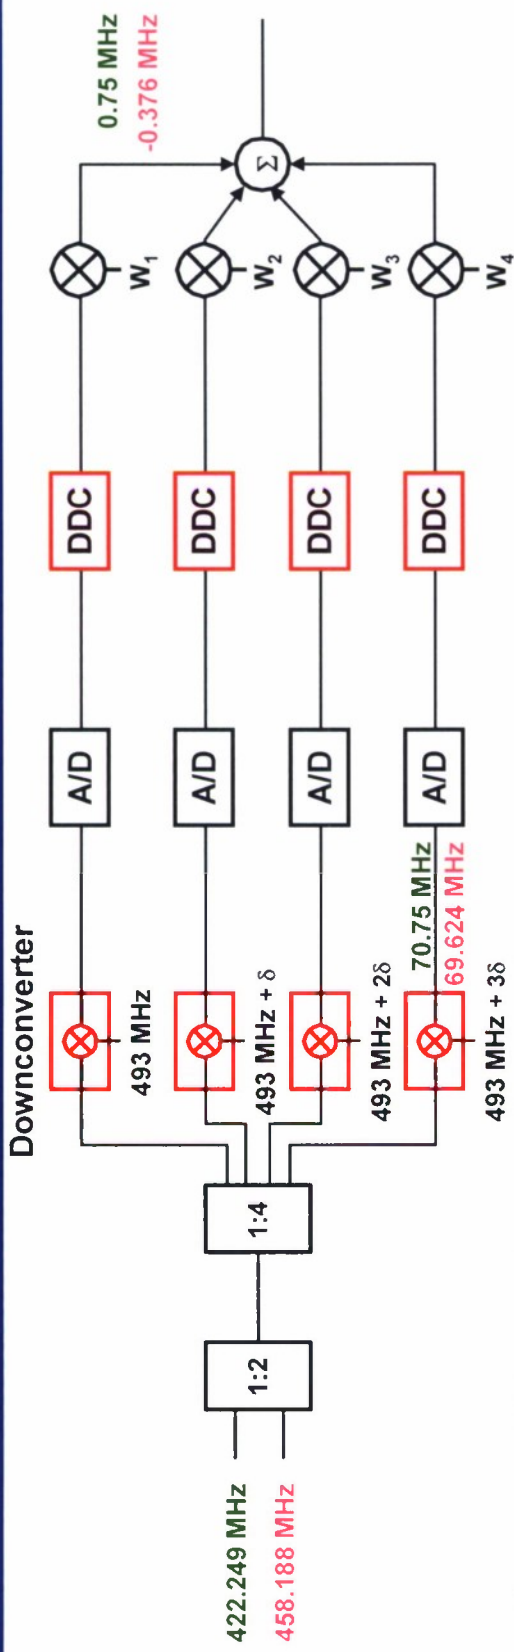 Downconverter
422.249 MHz
458.188 MHz
1:2
1:4
493 MHz
A/D
DDC
W1
493 MHz + δ
A/D
DDC
W2
493 MHz + 2δ
A/D
DDC
W3
493 MHz + 3δ
70.75 MHz
69.624 MHz
A/D
DDC
W4
Σ
0.75 MHz
-0.376 MHz